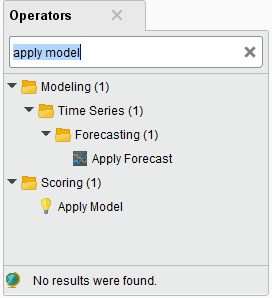 Operators
apply model
Modeling (1)
Time Series (1)
Forecasting (1)
Apply Forecast
Scoring (1)
Apply Model
No results were found.